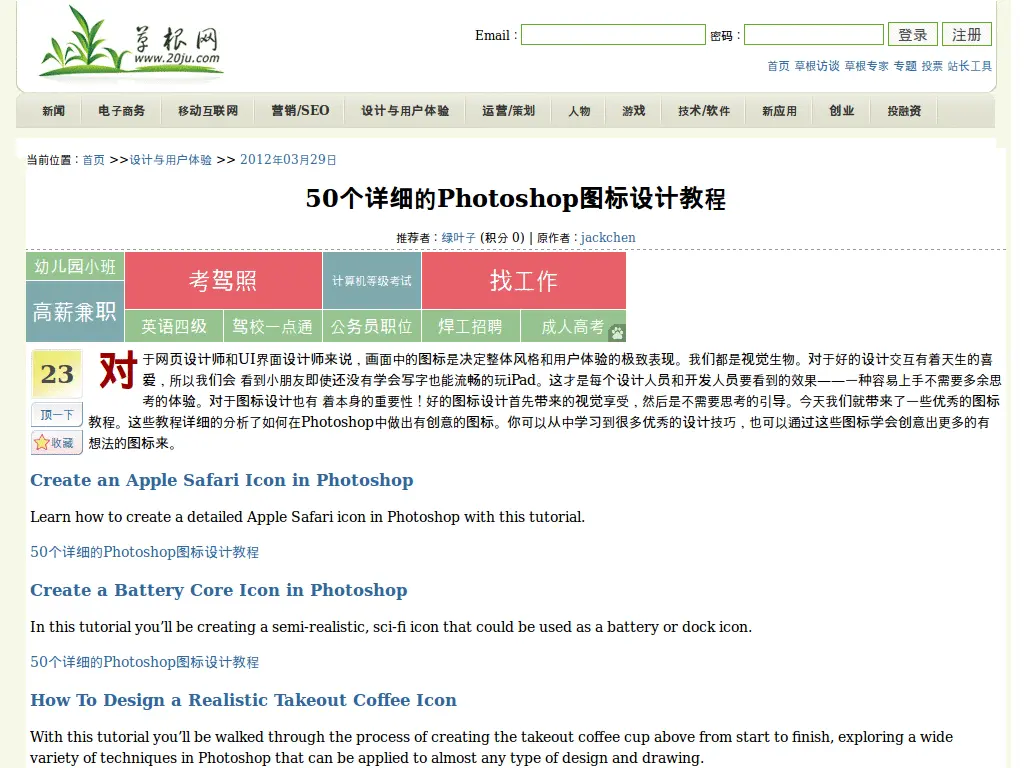 草根网
www.20ju.com
Email： 密码： 登录 注册
首页 草根访谈 草根专家 专题 投票 站长工具
新闻 电子商务 移动互联网 营销/SEO 设计与用户体验 运营/策划 人物 游戏 技术/软件 新应用 创业 投融资
当前位置：首页 >>设计与用户体验 >> 2012年03月29日
50个详细的Photoshop图标设计教程
推荐者：绿叶子 (积分 0) | 原作者：jackchen
幼儿园小班 考驾照 计算机等级考试 找工作
高薪兼职 英语四级 驾校一点通 公务员职位 焊工招聘 成人高考
23
顶一下
收藏
对于网页设计师和UI界面设计师来说，画面中的图标是决定整体风格和用户体验的极致表现。我们都是视觉生物。对于好的设计交互有着天生的喜
爱，所以我们会 看到小朋友即使还没有学会写字也能流畅的玩iPad。这才是每个设计人员和开发人员要看到的效果——一种容易上手不需要多余思
考的体验。对于图标设计也有 着本身的重要性！好的图标设计首先带来的视觉享受，然后是不需要思考的引导。今天我们就带来了一些优秀的图标
教程。这些教程详细的分析了如何在Photoshop中做出有创意的图标。你可以从中学习到很多优秀的设计技巧，也可以通过这些图标学会创意出更多的有
想法的图标来。
Create an Apple Safari Icon in Photoshop
Learn how to create a detailed Apple Safari icon in Photoshop with this tutorial.
50个详细的Photoshop图标设计教程
Create a Battery Core Icon in Photoshop
In this tutorial you’ll be creating a semi-realistic, sci-fi icon that could be used as a battery or dock icon.
50个详细的Photoshop图标设计教程
How To Design a Realistic Takeout Coffee Icon
With this tutorial you’ll be walked through the process of creating the takeout coffee cup above from start to finish, exploring a wide
variety of techniques in Photoshop that can be applied to almost any type of design and drawing.